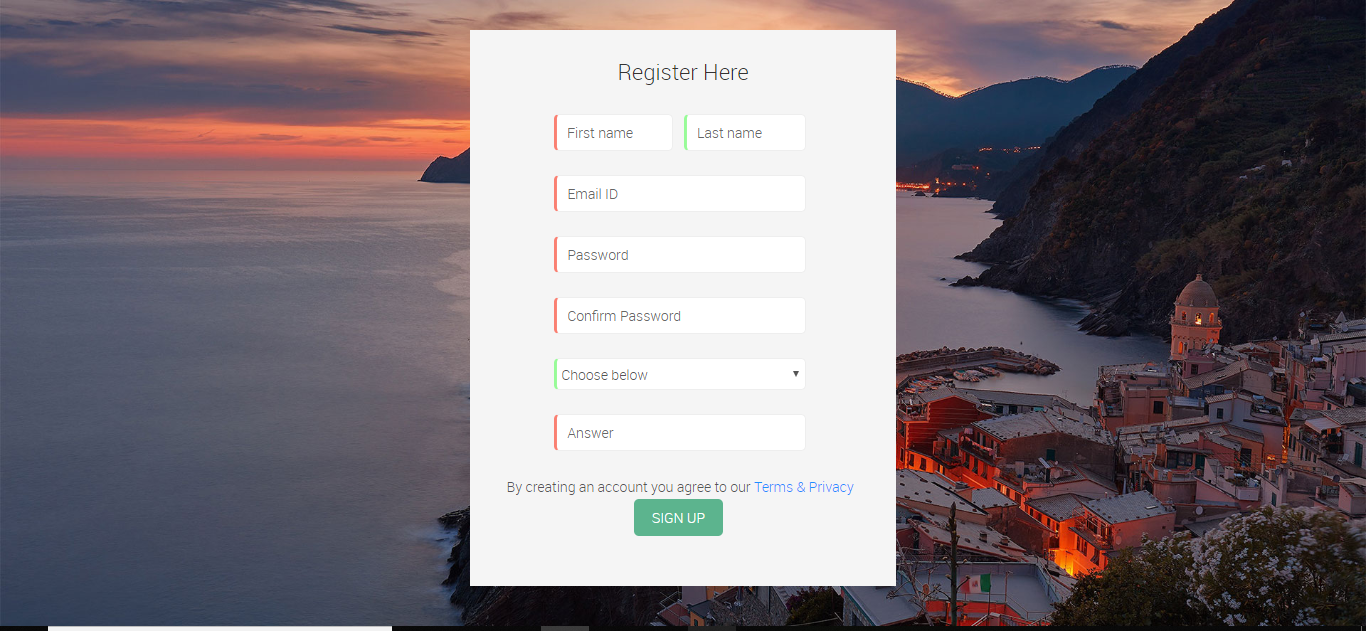 Register Here
First name Last name
Email ID
Password
Confirm Password
Choose below
Answer
By creating an account you agree to our Terms & Privacy
SIGN UP